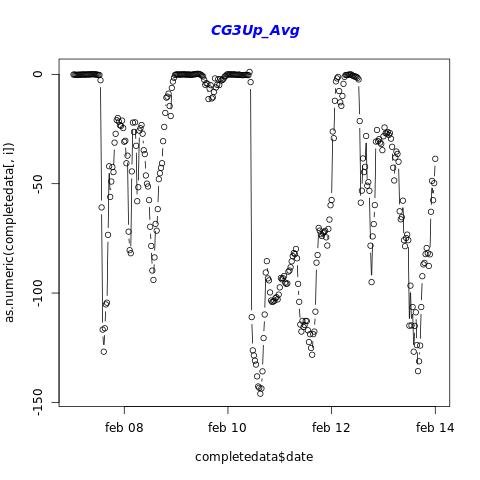 CG3Up_Avg
as.numeric(completedata[, i])
0
-50
-100
-150
feb 08
feb 10
feb 12
feb 14
completedata$date